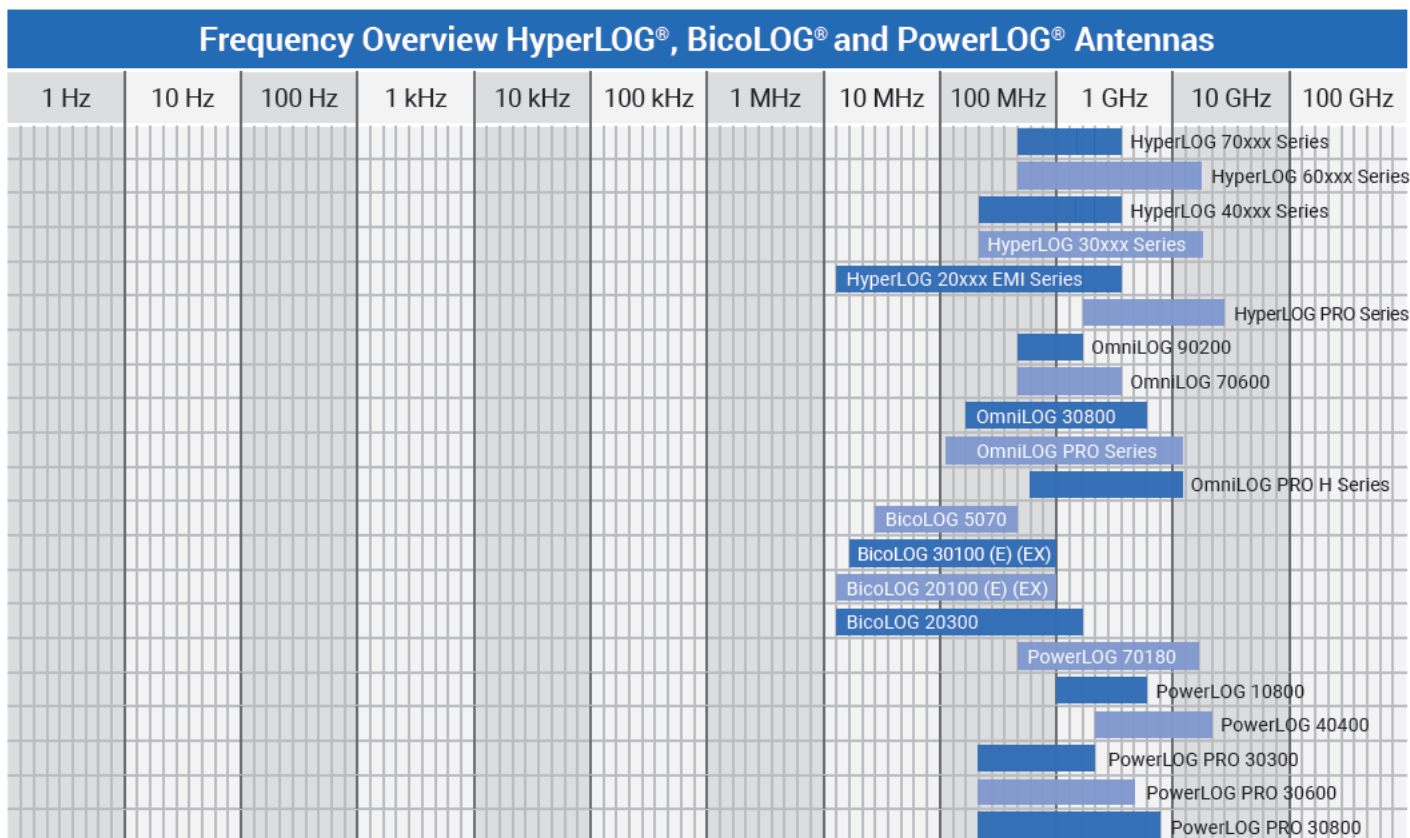 Frequency Overview HyperLOG®, BicoLOG® and PowerLOG® Antennas
1 Hz 10 Hz 100 Hz 1 kHz 10 kHz 100 kHz 1 MHz 10 MHz 100 MHz 1 GHz 10 GHz 100 GHz
HyperLOG 70xxx Series
HyperLOG 60xxx Series
HyperLOG 40xxx Series
HyperLOG 30xxx Series
HyperLOG 20xxx EMI Series
HyperLOG PRO Series
OmniLOG 90200
OmniLOG 70600
OmniLOG 30800
OmniLOG PRO Series
OmniLOG PRO H Series
BicoLOG 5070
BicoLOG 30100 (E) (EX)
BicoLOG 20100 (E) (EX)
BicoLOG 20300
PowerLOG 70180
PowerLOG 10800
PowerLOG 40400
PowerLOG PRO 30300
PowerLOG PRO 30600
PowerLOG PRO 30800